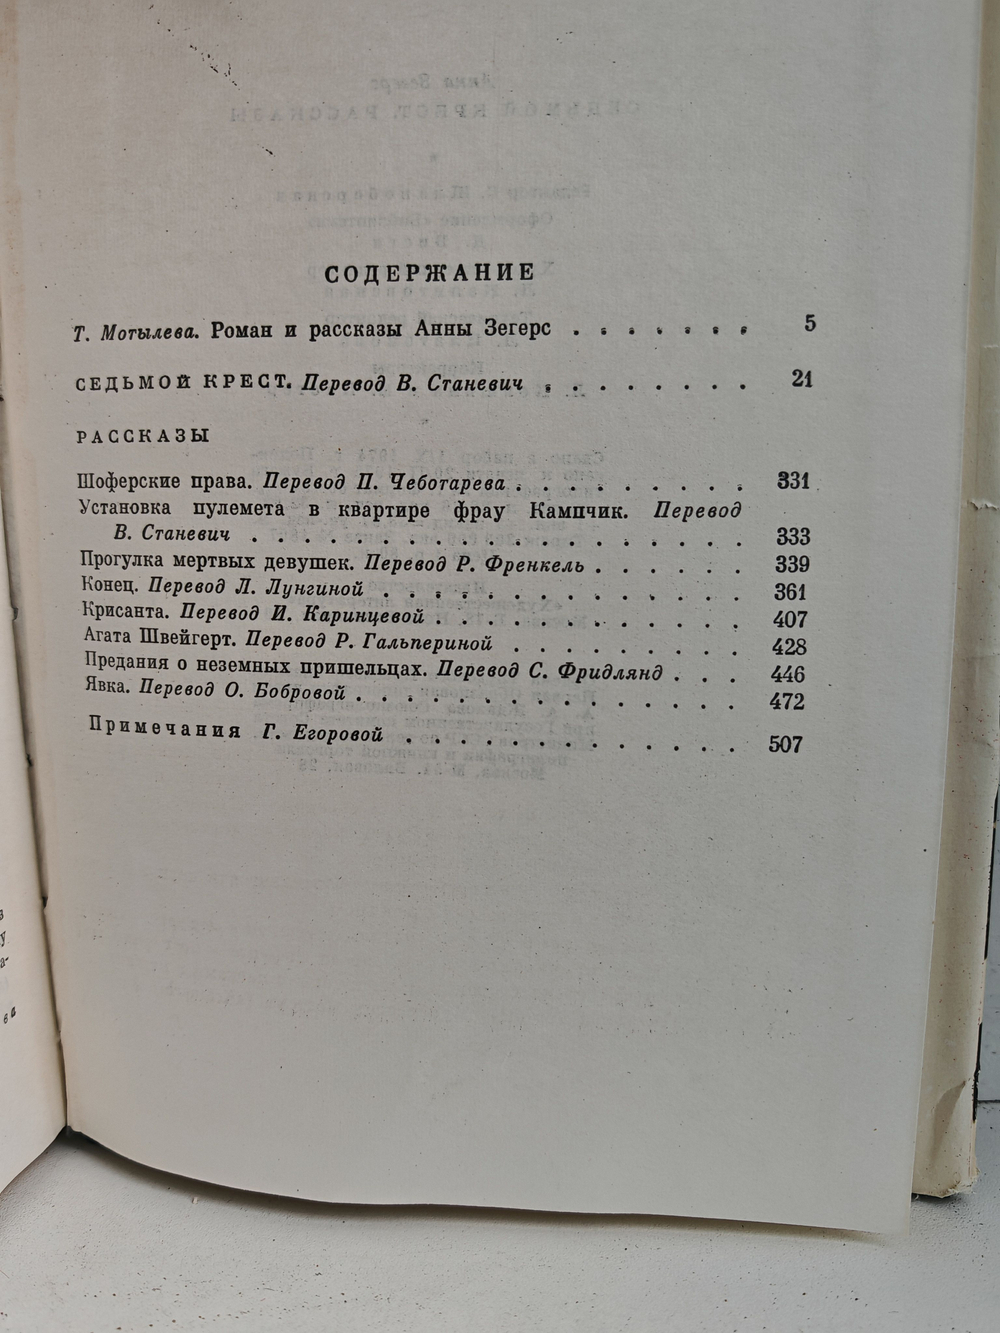 СОДЕРЖАНИЕ
Т. Мотылева. Роман и рассказы Анны Зегерс . . . . . . . 5
СЕДЬМОЙ КРЕСТ. Перевод В. Станевич . . . . . . . . 21
РАССКАЗЫ
Шоферские права. Перевод П. Чеботарева . . . . . . . . . 331
Установка пулемета в квартире фрау Кампчик. Перевод
В. Станевич . . . . . . . . . . . . . . . . . . 333
Прогулка мертвых девушек. Перевод Р. Френкель . . . . . . 339
Конец. Перевод Л. Лунгиной . . . . . . . . . . . . . . 361
Крисанта. Перевод И. Каринцевой . . . . . . . . . . . . 407
Агата Швейгерт. Перевод Р. Гальпериной . . . . . . . . . 428
Предания о неземных пришельцах. Перевод С. Фридлянд . . . 446
Явка. Перевод О. Бобровой . . . . . . . . . . . . . . . 472
Примечания Г. Егоровой . . . . . . . . . . . . . 507